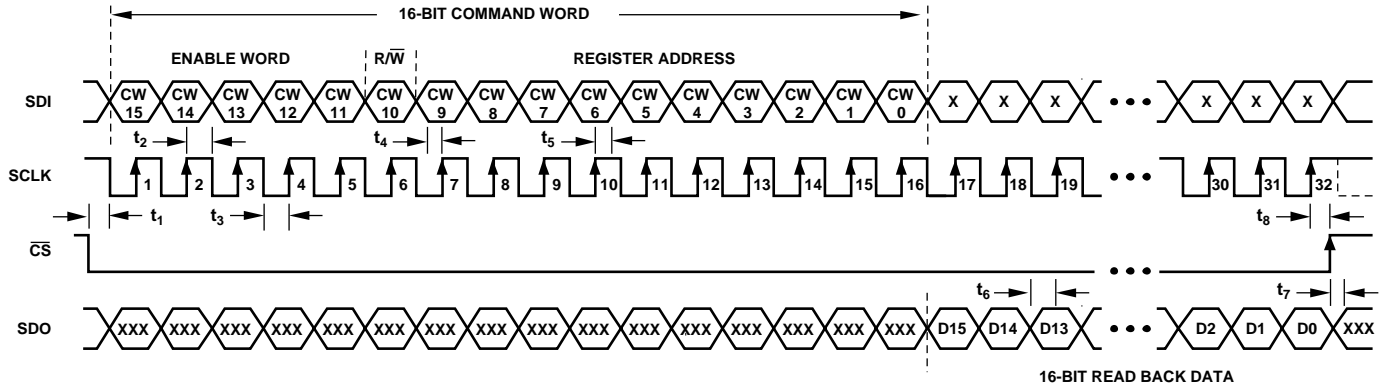 16-BIT COMMAND WORD
ENABLE WORD R/W̅ REGISTER ADDRESS
SDI CW 15 CW 14 CW 13 CW 12 CW 11 CW 10 CW 9 CW 8 CW 7 CW 6 CW 5 CW 4 CW 3 CW 2 CW 1 CW 0 X X X X X X
t2 t4 t5
SCLK 1 2 3 4 5 6 7 8 9 10 11 12 13 14 15 16 17 18 19 30 31 32
t1 t3 t8
C̅S̅
t6 t7
SDO XXX XXX XXX XXX XXX XXX XXX XXX XXX XXX XXX XXX XXX XXX XXX XXX D15 D14 D13 D2 D1 D0 XXX
16-BIT READ BACK DATA